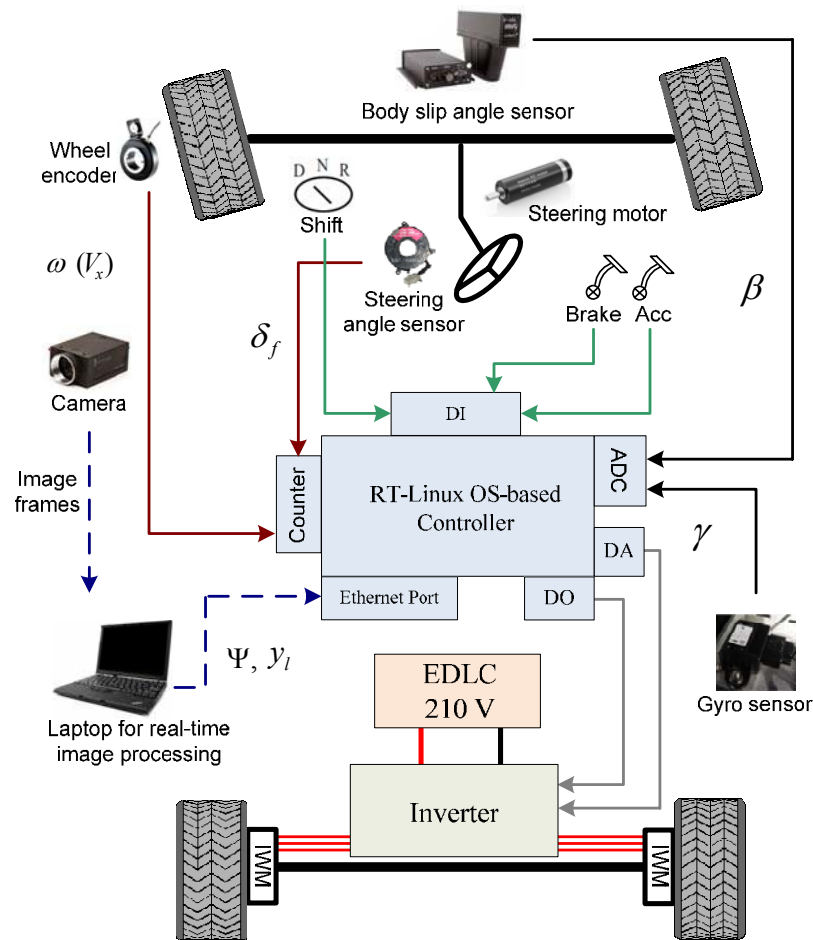 Body slip angle sensor
Wheel
encoder
D N R
Shift
Steering motor
ω (Vₓ)
Steering
angle sensor
Brake
Acc
β
δ_f
Camera
DI
Image
frames
Counter
RT-Linux OS-based
Controller
ADC
γ
DA
Ethernet Port
DO
Ψ, y_l
EDLC
210 V
Laptop for real-time
image processing
Gyro sensor
Inverter
IWM
IWM